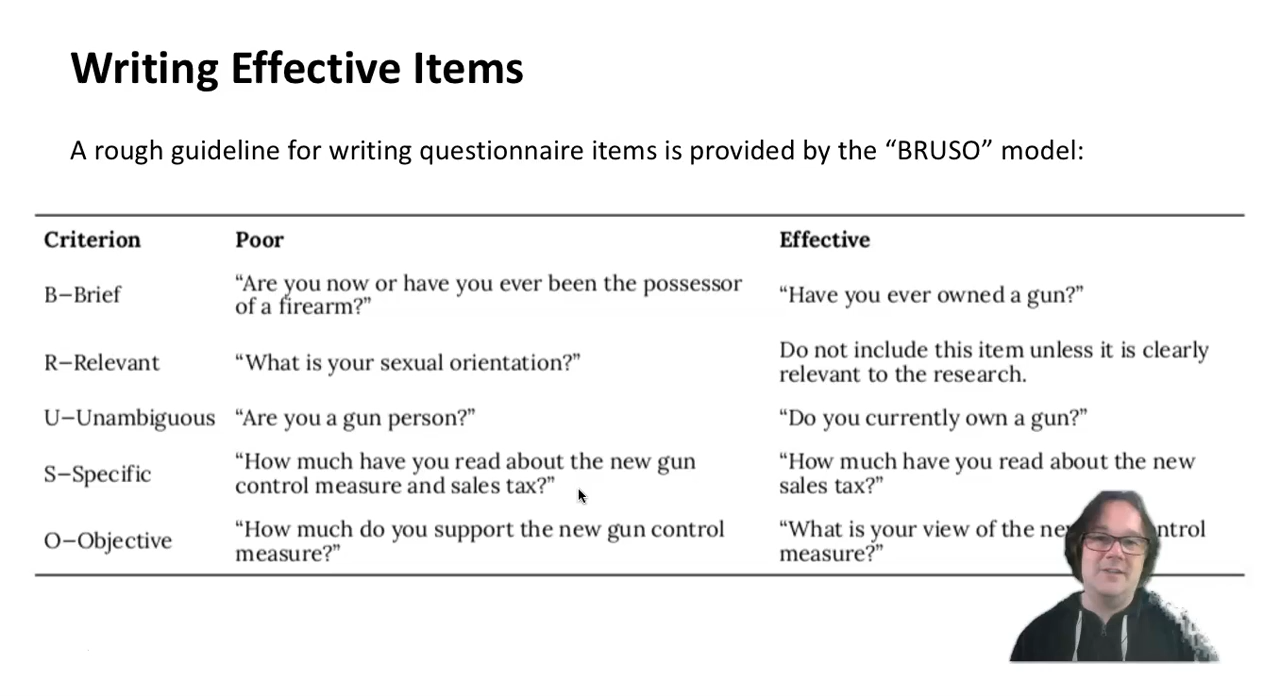 Writing Effective Items
A rough guideline for writing questionnaire items is provided by the “BRUSO” model:
Criterion Poor Effective
B—Brief “Are you now or have you ever been the possessor
of a firearm?” “Have you ever owned a gun?”
R—Relevant “What is your sexual orientation?” Do not include this item unless it is clearly
relevant to the research.
U—Unambiguous “Are you a gun person?” “Do you currently own a gun?”
S—Specific “How much have you read about the new gun
control measure and sales tax?” “How much have you read about the new
sales tax?”
O—Objective “How much do you support the new gun control
measure?” “What is your view of the
measure?”